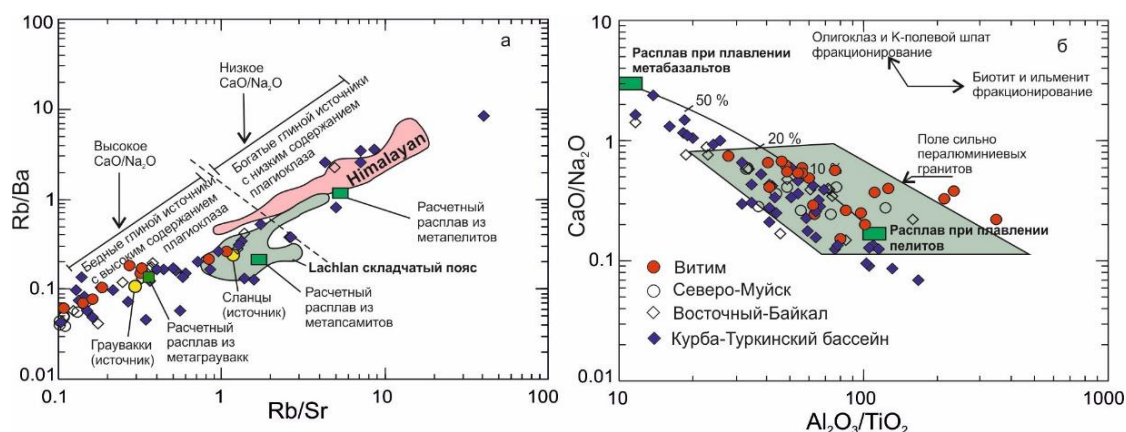 а
100
10
1
0.1
0.01
Rb/Ba
Низкое
CaO/Na₂O
Высокое
CaO/Na₂O
Богатые глиной источники
с низким содержанием
плагиоклаза
Бедные глиной источники
с высоким содержанием
плагиоклаза
Himalayan
Расчетный
расплав из
метапелитов
Lachlan складчатый пояс
Сланцы
(источник)
Расчетный
расплав из
метапсамитов
Граувакки
(источник)
Расчетный
расплав из
метаграувакк
0.1
1
10
100
Rb/Sr
б
10
1
0.1
0.01
CaO/Na₂O
Олигоклаз и К-полевой шпат
фракционирование
Расплав при плавлении
метабазальтов
Биотит и ильменит
фракционирование
50 %
20 %
10 %
Поле сильно
пералюминиевых
гранитов
Расплав при плавлении
пелитов
Витим
Северо-Муйск
Восточный-Байкал
Курба-Туркинский бассейн
10
100
1000
Al₂O₃/TiO₂